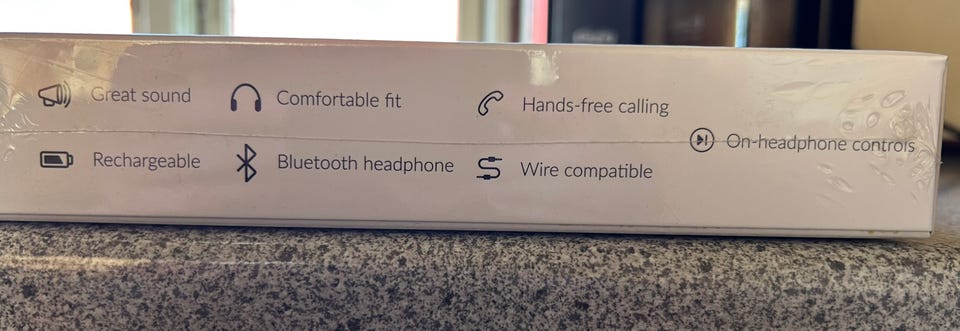 Great sound
Comfortable fit
Hands-free calling
On-headphone controls
Rechargeable
Bluetooth headphone
Wire compatible